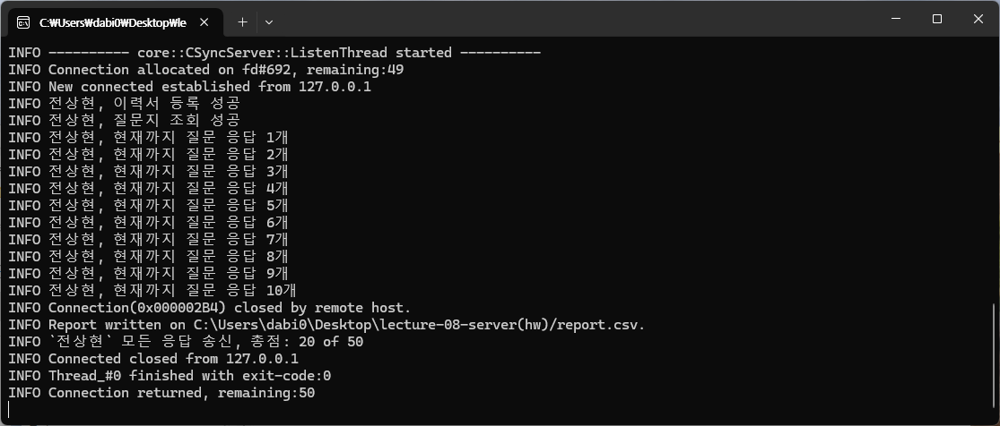 C:₩Users₩dabi0₩Desktop₩le
INFO ---------- core::CSyncServer::ListenThread started ----------
INFO Connection allocated on fd#692, remaining:49
INFO New connected established from 127.0.0.1
INFO 전상현, 이력서 등록 성공
INFO 전상현, 질문지 조회 성공
INFO 전상현, 현재까지 질문 응답 1개
INFO 전상현, 현재까지 질문 응답 2개
INFO 전상현, 현재까지 질문 응답 3개
INFO 전상현, 현재까지 질문 응답 4개
INFO 전상현, 현재까지 질문 응답 5개
INFO 전상현, 현재까지 질문 응답 6개
INFO 전상현, 현재까지 질문 응답 7개
INFO 전상현, 현재까지 질문 응답 8개
INFO 전상현, 현재까지 질문 응답 9개
INFO 전상현, 현재까지 질문 응답 10개
INFO Connection(0x000002B4) closed by remote host.
INFO Report written on C:\Users\dabi0\Desktop\lecture-08-server(hw)/report.csv.
INFO `전상현` 모든 응답 송신, 총점: 20 of 50
INFO Connected closed from 127.0.0.1
INFO Thread_#0 finished with exit-code:0
INFO Connection returned, remaining:50